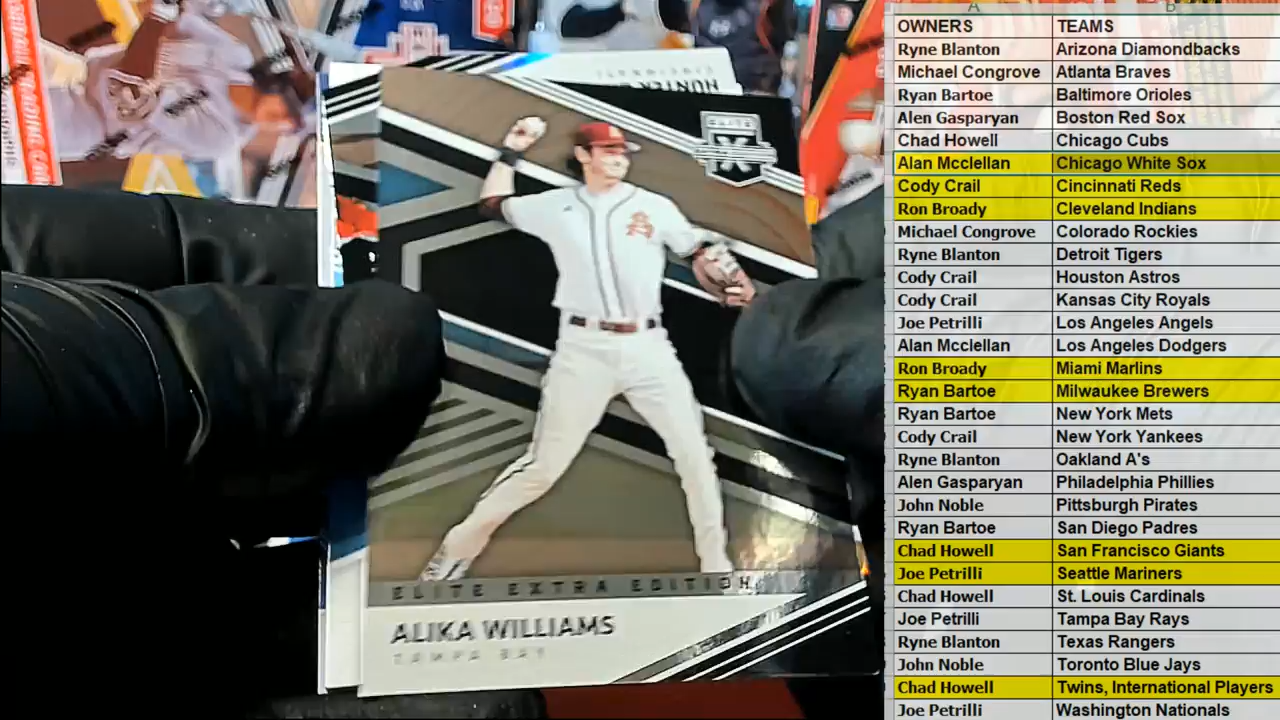 A B
OWNERS TEAMS
Ryne Blanton Arizona Diamondbacks
Michael Congrove Atlanta Braves
Ryan Bartoe Baltimore Orioles
Alen Gasparyan Boston Red Sox
Chad Howell Chicago Cubs
Alan Mcclellan Chicago White Sox
Cody Crail Cincinnati Reds
Ron Broady Cleveland Indians
Michael Congrove Colorado Rockies
Ryne Blanton Detroit Tigers
Cody Crail Houston Astros
Cody Crail Kansas City Royals
Joe Petrilli Los Angeles Angels
Alan Mcclellan Los Angeles Dodgers
Ron Broady Miami Marlins
Ryan Bartoe Milwaukee Brewers
Ryan Bartoe New York Mets
Cody Crail New York Yankees
Ryne Blanton Oakland A's
Alen Gasparyan Philadelphia Phillies
John Noble Pittsburgh Pirates
Ryan Bartoe San Diego Padres
Chad Howell San Francisco Giants
Joe Petrilli Seattle Mariners
Chad Howell St. Louis Cardinals
Joe Petrilli Tampa Bay Rays
Ryne Blanton Texas Rangers
John Noble Toronto Blue Jays
Chad Howell Twins, International Players
Joe Petrilli Washington Nationals
CINCINNATI
ELITE
X
ELITE EXTRA EDITION
ALIKA WILLIAMS
TAMPA BAY